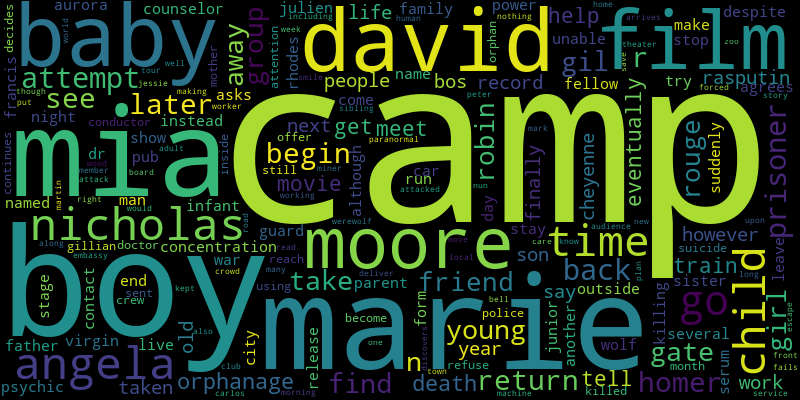 aurora
counselor
baby
decides
francis
attempt
see
later
away
group
asks
instead
night
conductor
show
pub
inside
dr
named
man
infant
nicholas
julien
life
family
including
david
help
gil
rhodes
attention
week
people
name
bos
record
mother
smile
power
nothing
orphan
arrives
home
film
human
unable
theater
zoo
despite
make
stop
r
rasputin
fellow
try
agrees
save
forced
story
camp
mia
begin
next
get
meet
come
sibling
peter
paranormal
offer
mark
still
movie
although
car
run
attacked
robin
day
nun
finally
miner
working
werewolf
cheyenne
eventually
rouge
suddenly
prisoner
continues
tour
well
world
though
put
jessie
making
worker
member
attack
wood
board
adult
right
would
martin
gillian
doctor
concentration
guard
road
read
reach
many
boy
marie
moore
time
stay
audience
new
upon
however
suicide
son
care
know
back
train
plan
long
leave
along
embassy
war
crowd
using
deliver
move
local
take
parent
friend
say
outside
sister
child
girl
escape
stage
contact
end
sent
crew
kept
become
form
bell
police
young
junior
another
killing
go
several
father
virgin
live
old
also
city
release
one
year
wolf
gate
month
front
fails
angela
orphanage
find
n
discovers
refuse
death
return
tell
homer
serum
work
psychic
taken
club
carlos
morning
town
machine
killed
service